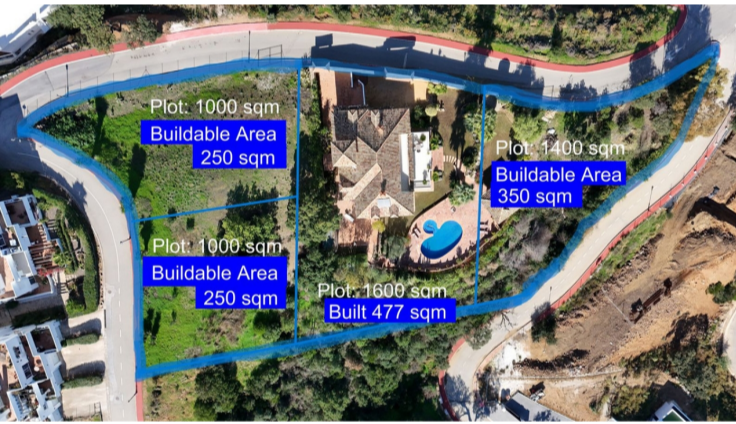 Plot: 1000 sqm
Buildable Area
250 sqm
Plot: 1400 sqm
Buildable Area
350 sqm
Plot: 1000 sqm
Buildable Area
250 sqm
Plot: 1600 sqm
Built 477 sqm